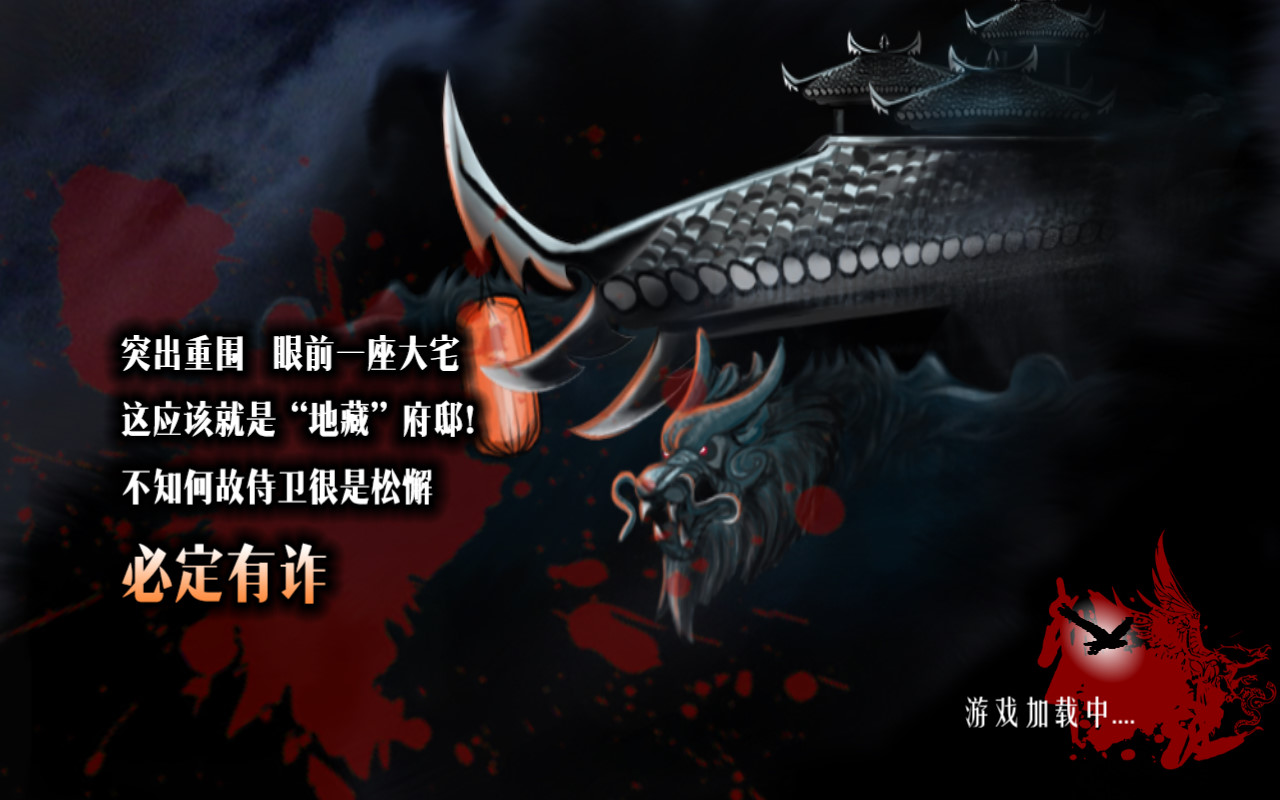 突出重围 眼前一座大宅
这应该就是“地藏”府邸!
不知何故侍卫很是松懈
必定有诈
游戏加载中....